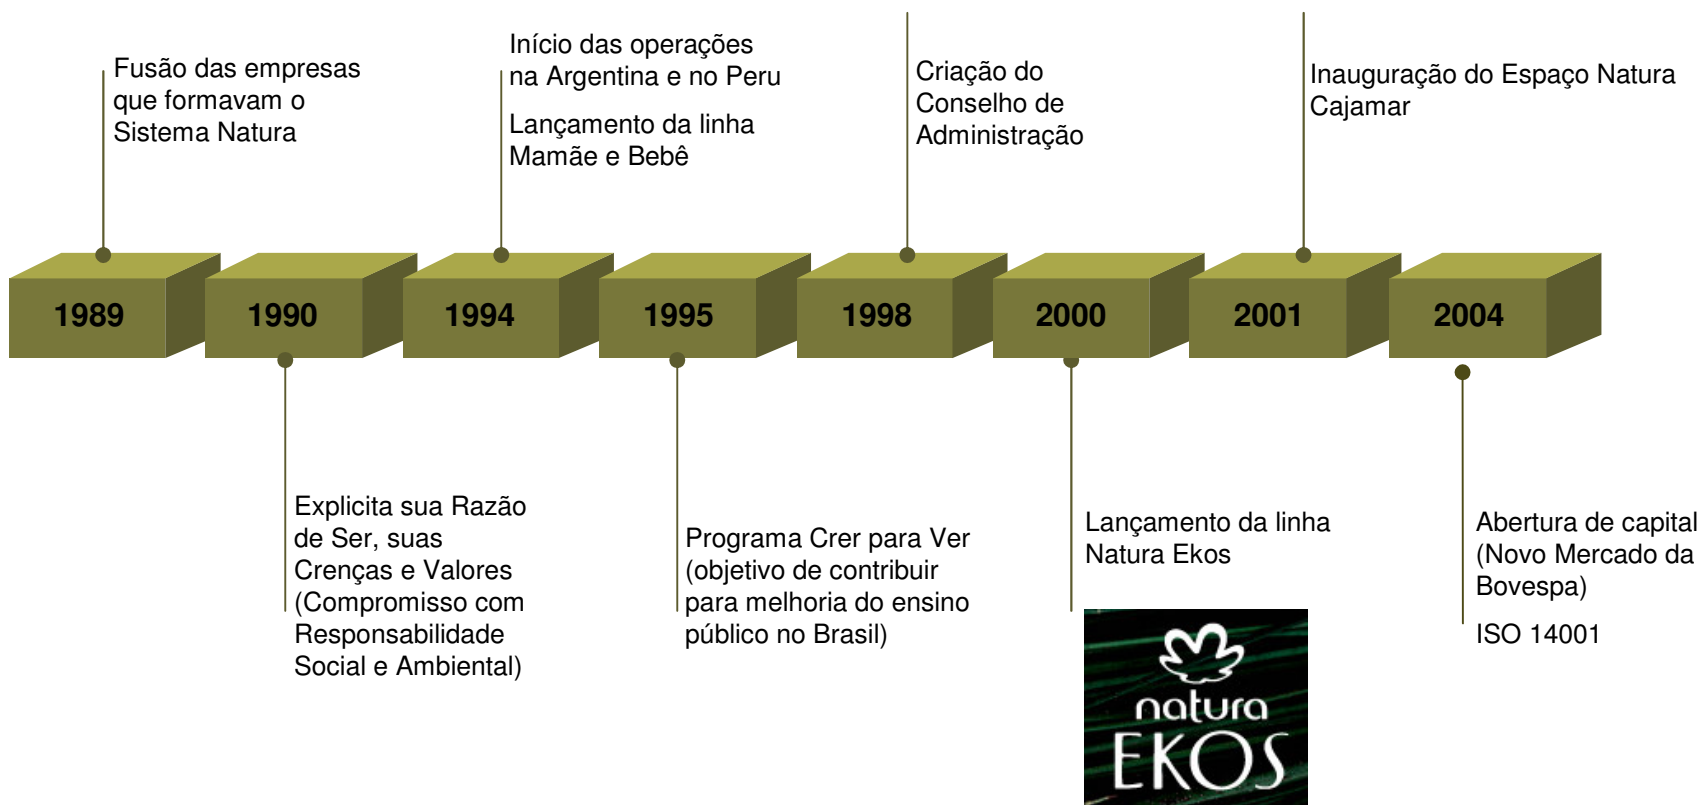 Fusão das empresas
que formavam o
Sistema Natura
Início das operações
na Argentina e no Peru
Lançamento da linha
Mamãe e Bebê
Criação do
Conselho de
Administração
Inauguração do Espaço Natura
Cajamar
1989
1990
1994
1995
1998
2000
2001
2004
Explicita sua Razão
de Ser, suas
Crenças e Valores
(Compromisso com
Responsabilidade
Social e Ambiental)
Programa Crer para Ver
(objetivo de contribuir
para melhoria do ensino
público no Brasil)
Lançamento da linha
Natura Ekos
natura
EKOS
Abertura de capital
(Novo Mercado da
Bovespa)
ISO 14001